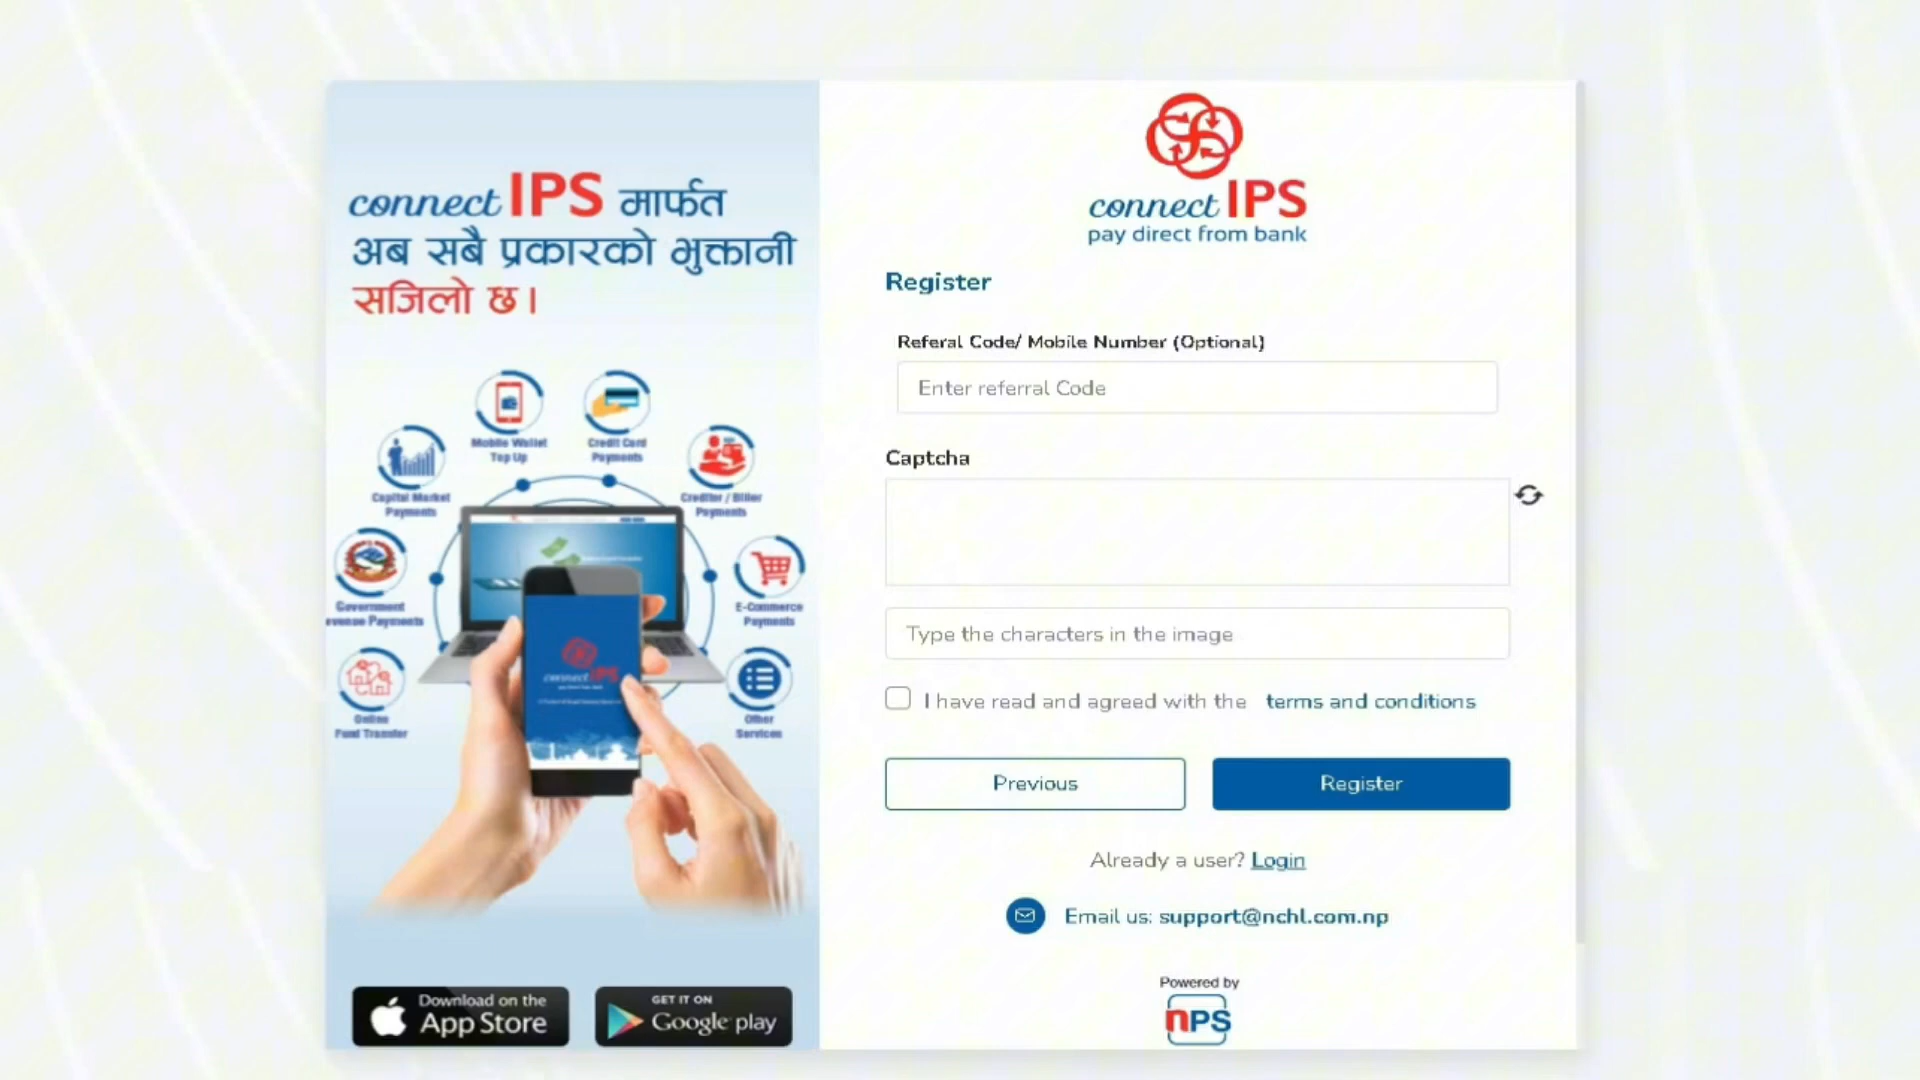 connect IPS मार्फत
अब सबै प्रकारको भुक्तानी
सजिलो छ।
Mobile Wallet
Top Up
Credit Card
Payments
Capital Market
Payments
Creditor / Biller
Payments
Government
evenue Payments
E-Commerce
Payments
Online
Fund Transfer
Other
Services
connect IPS
Download on the
App Store
GET IT ON
Google play
connect IPS
pay direct from bank
Register
Referal Code/ Mobile Number (Optional)
Enter referral Code
Captcha
Type the characters in the image
I have read and agreed with the terms and conditions
Previous
Register
Already a user? Login
Email us: support@nchl.com.np
Powered by
nPS